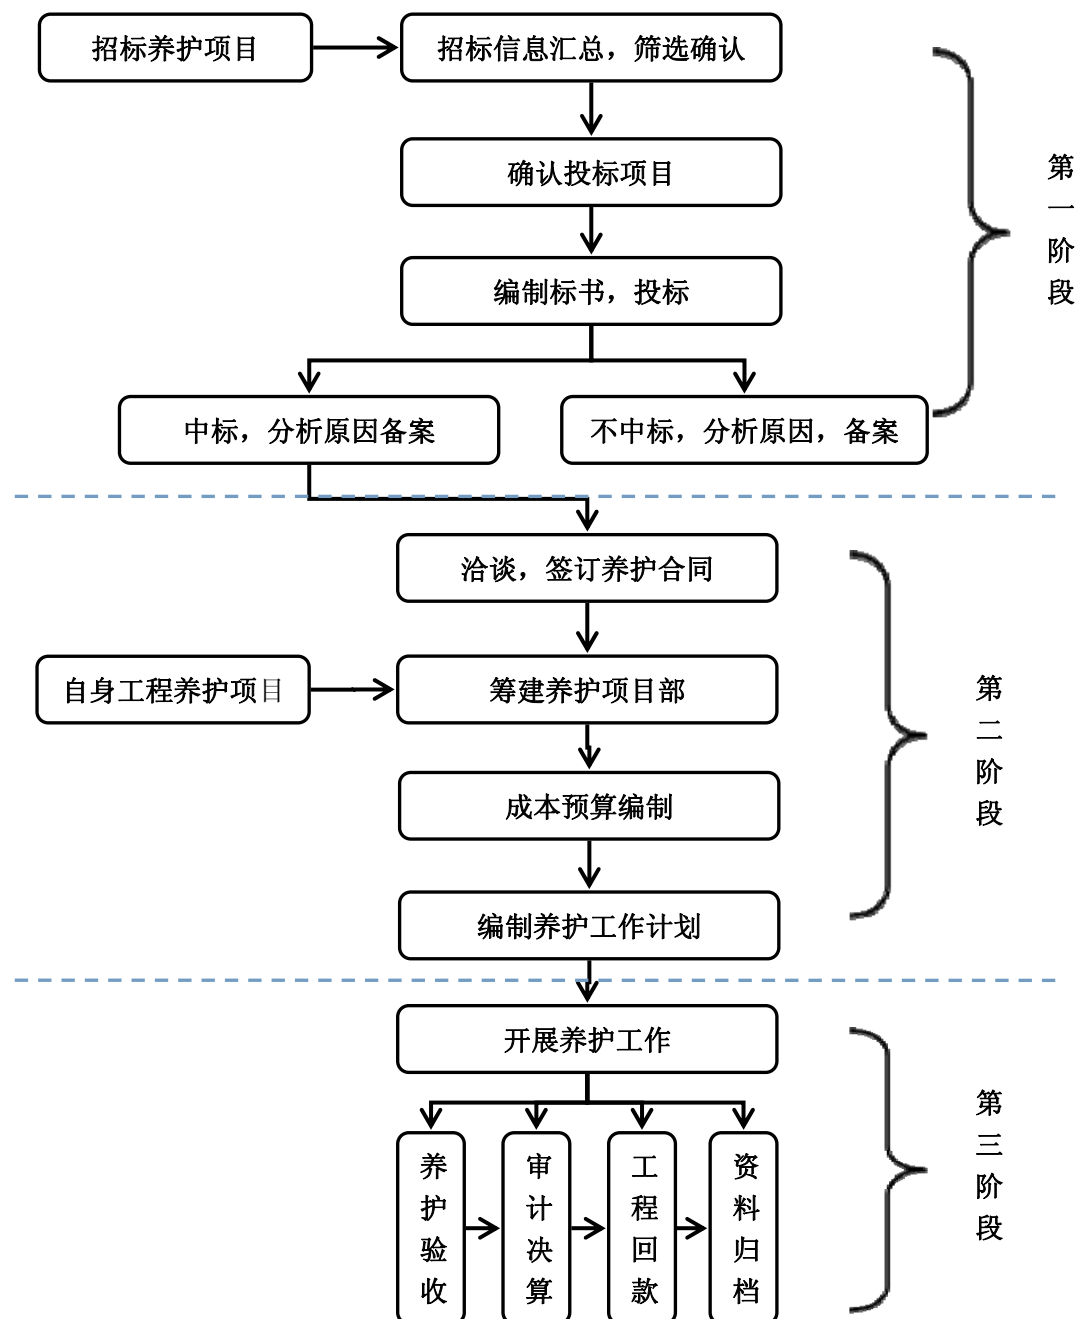 招标养护项目
招标信息汇总，筛选确认
确认投标项目
编制标书，投标
中标，分析原因备案
不中标，分析原因，备案
第一阶段
洽谈，签订养护合同
自身工程养护项目
筹建养护项目部
成本预算编制
编制养护工作计划
第二阶段
开展养护工作
养护验收
审计决算
工程回款
资料归档
第三阶段